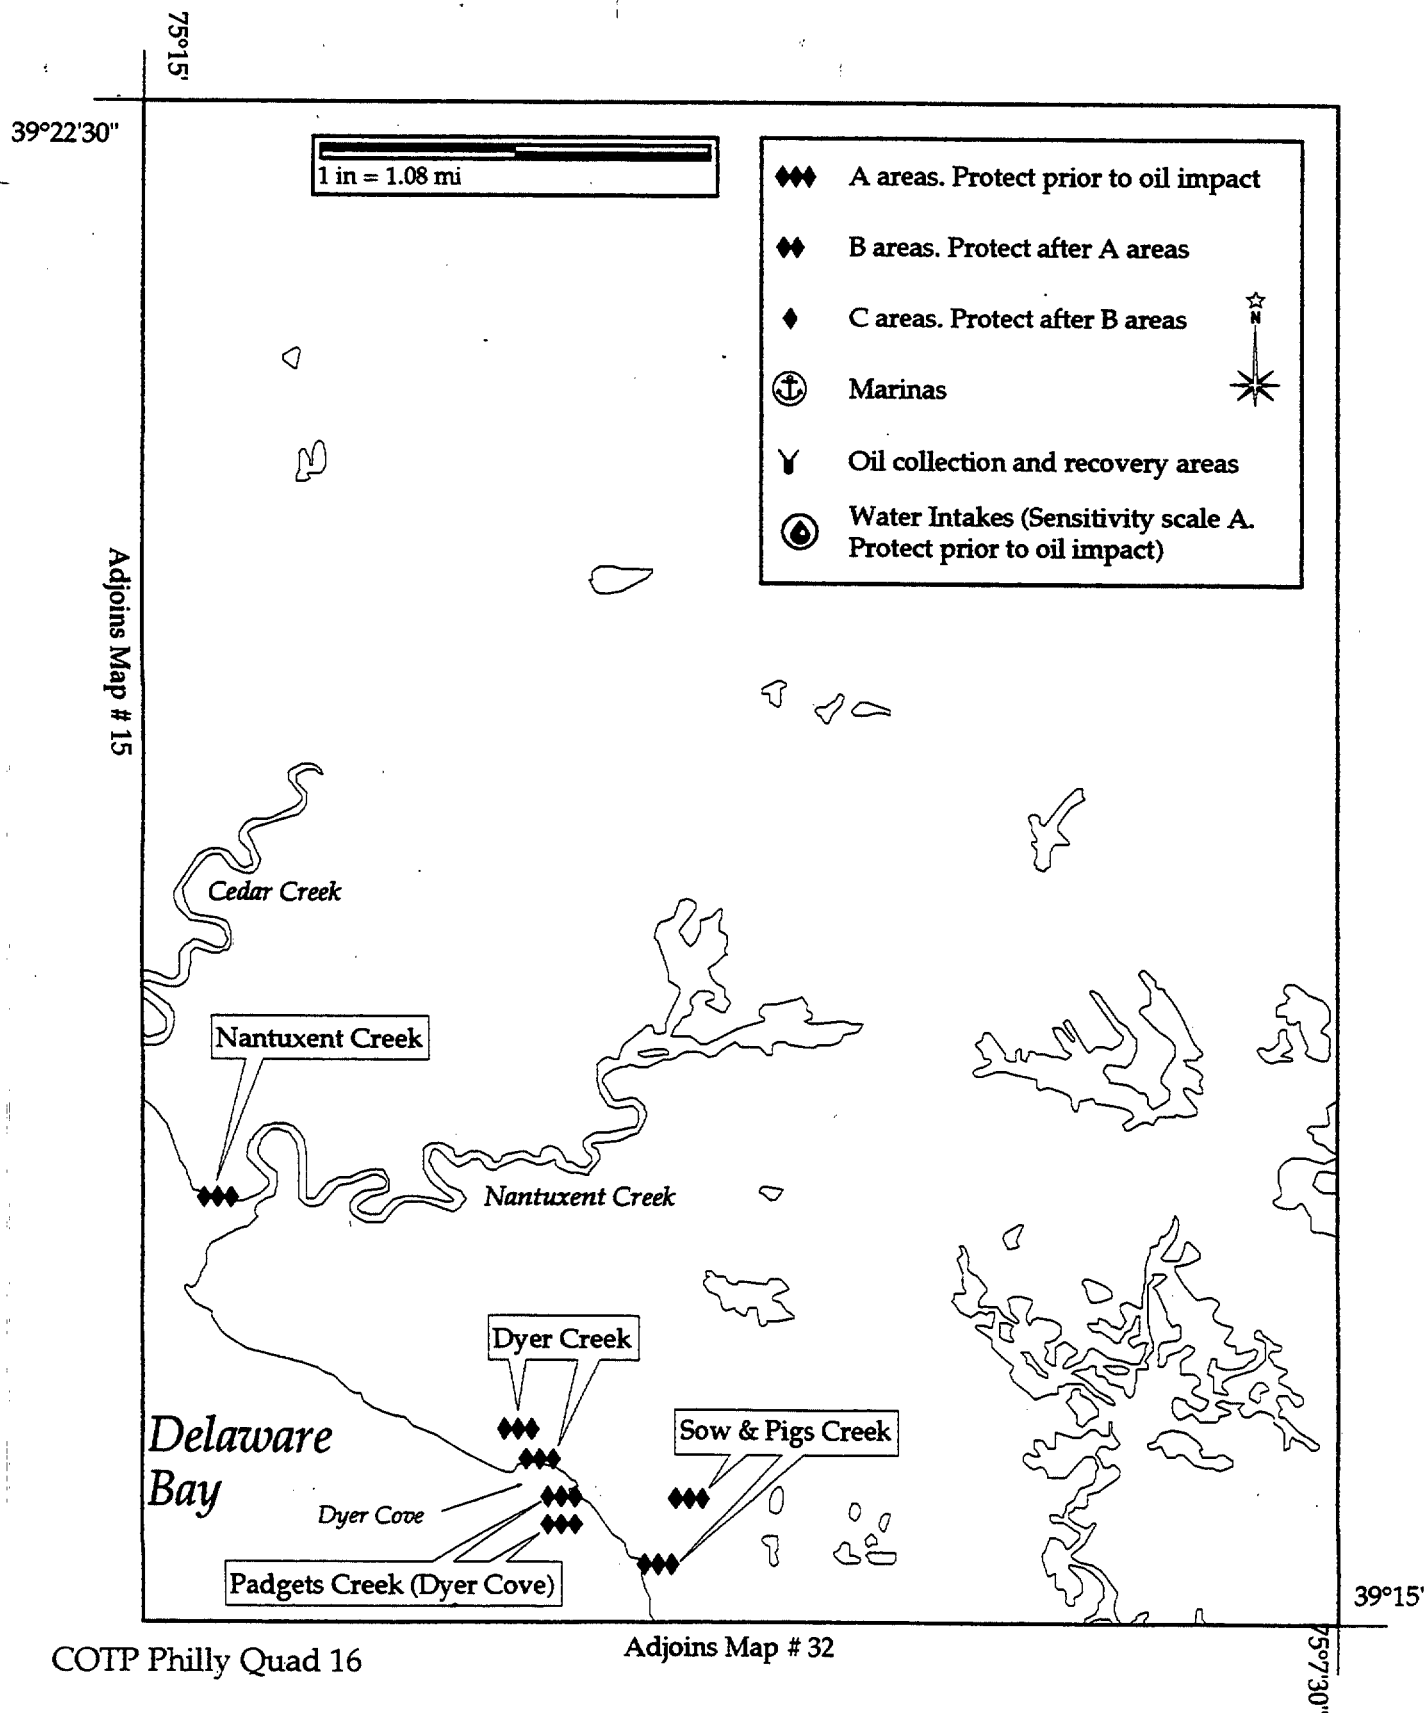 75°15'
39°22'30"
1 in = 1.08 mi
A areas. Protect prior to oil impact
B areas. Protect after A areas
C areas. Protect after B areas
N
Marinas
Oil collection and recovery areas
Water Intakes (Sensitivity scale A.
Protect prior to oil impact)
Adjoins Map # 15
Cedar Creek
Nantuxent Creek
Nantuxent Creek
Dyer Creek
Delaware
Bay
Sow & Pigs Creek
Dyer Cove
Padgets Creek (Dyer Cove)
39°15'
Adjoins Map # 32
75°7'30"
COTP Philly Quad 16